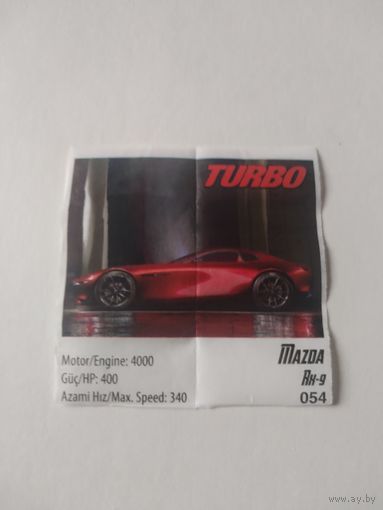 TURBO
Motor/Engine: 4000
Güç/HP: 400
Azami Hız/Max. Speed: 340
MAZDA
RX-9
054
www.ay.by